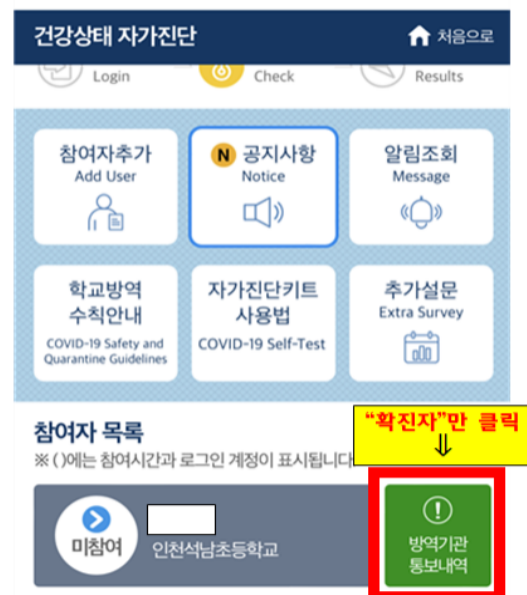 건강상태 자가진단
처음으로
Login
Check
Results
참여자추가
Add User
N 공지사항
Notice
알림조회
Message
학교방역
수칙안내
COVID-19 Safety and
Quarantine Guidelines
자가진단키트
사용법
COVID-19 Self-Test
추가설문
Extra Survey
참여자 목록
※ ( )에는 참여시간과 로그인 계정이 표시됩니다
“확진자”만 클릭
⇓
미참여
인천석남초등학교
방역기관
통보내역